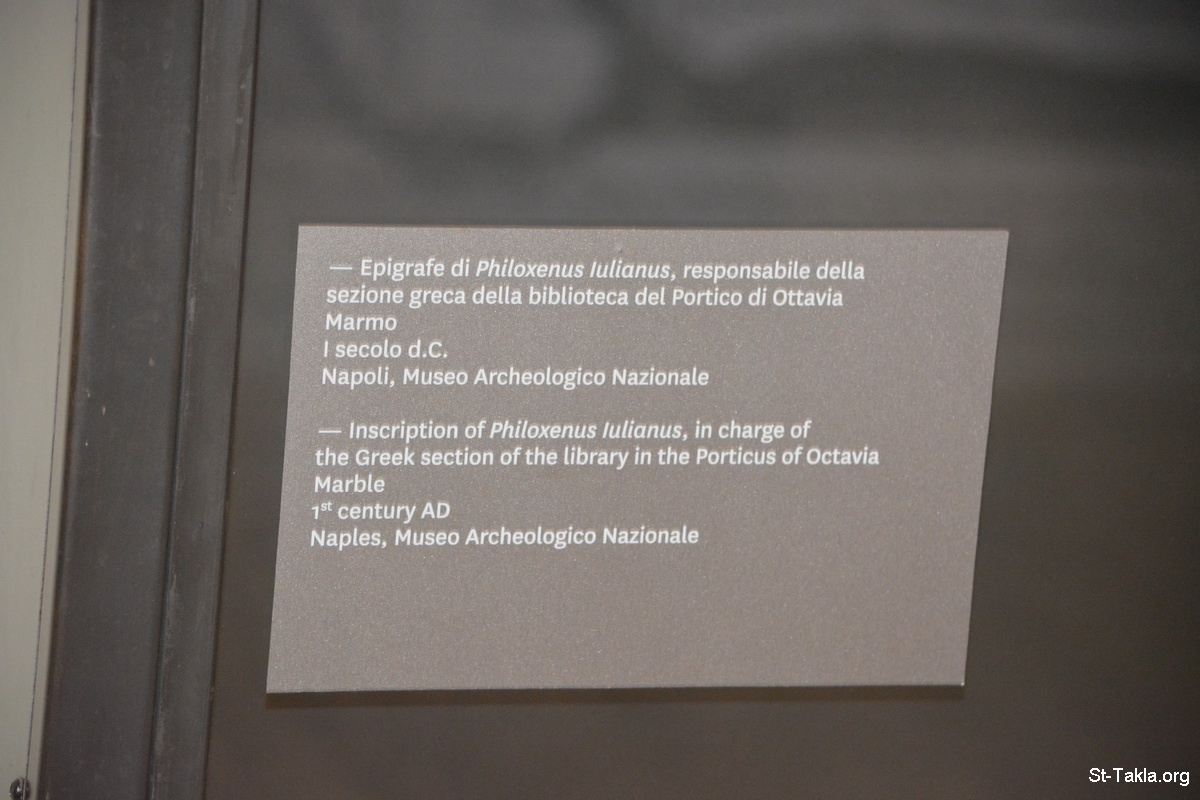 — Epigrafe di Philoxenus Iulianus, responsabile della
sezione greca della biblioteca del Portico di Ottavia
Marmo
I secolo d.C.
Napoli, Museo Archeologico Nazionale
— Inscription of Philoxenus Iulianus, in charge of
the Greek section of the library in the Porticus of Octavia
Marble
1st century AD
Naples, Museo Archeologico Nazionale
St-Takla.org